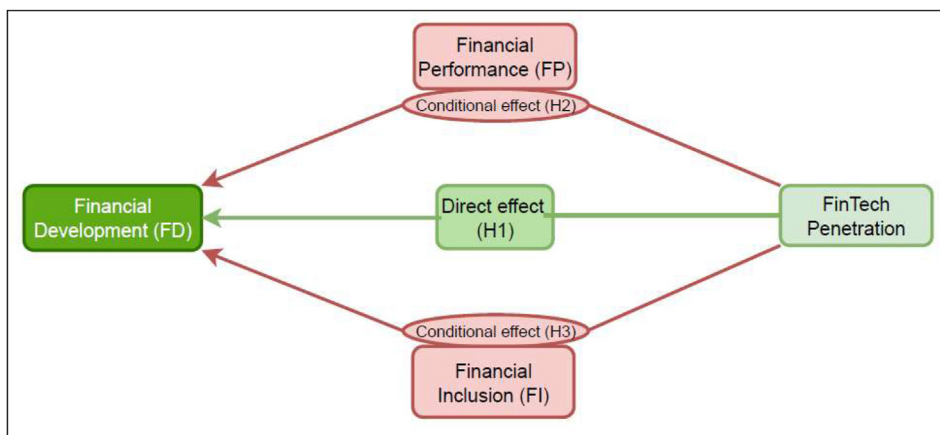 Financial
Performance (FP)
Conditional effect (H2)
Financial
Development (FD)
Direct effect
(H1)
FinTech
Penetration
Conditional effect (H3)
Financial
Inclusion (FI)